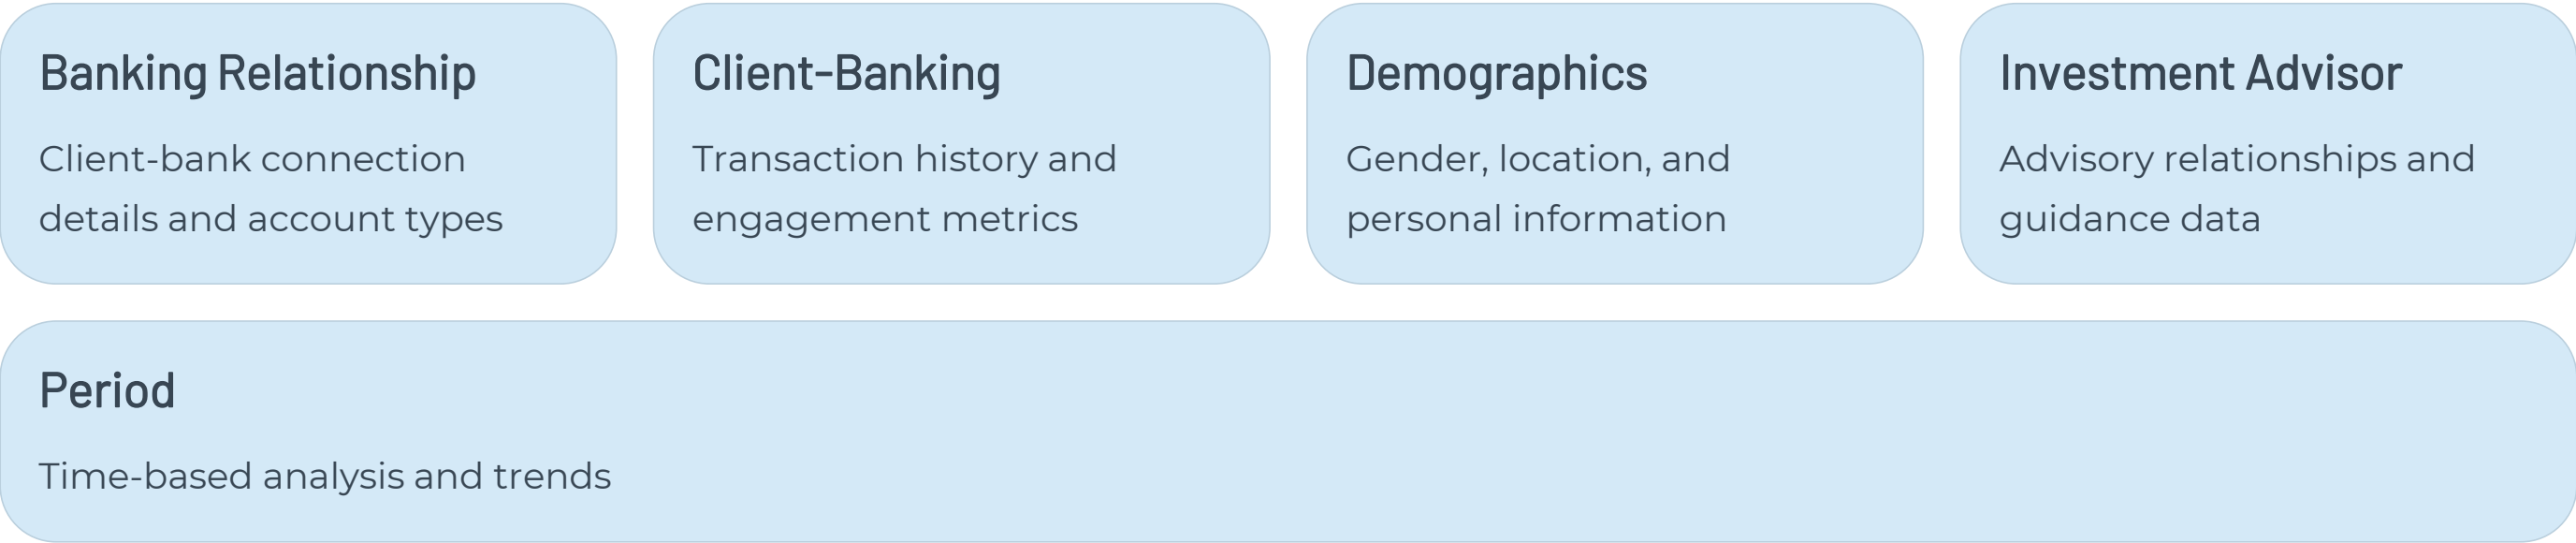 Banking Relationship
Client-bank connection
details and account types
Client-Banking
Transaction history and
engagement metrics
Demographics
Gender, location, and
personal information
Investment Advisor
Advisory relationships and
guidance data
Period
Time-based analysis and trends